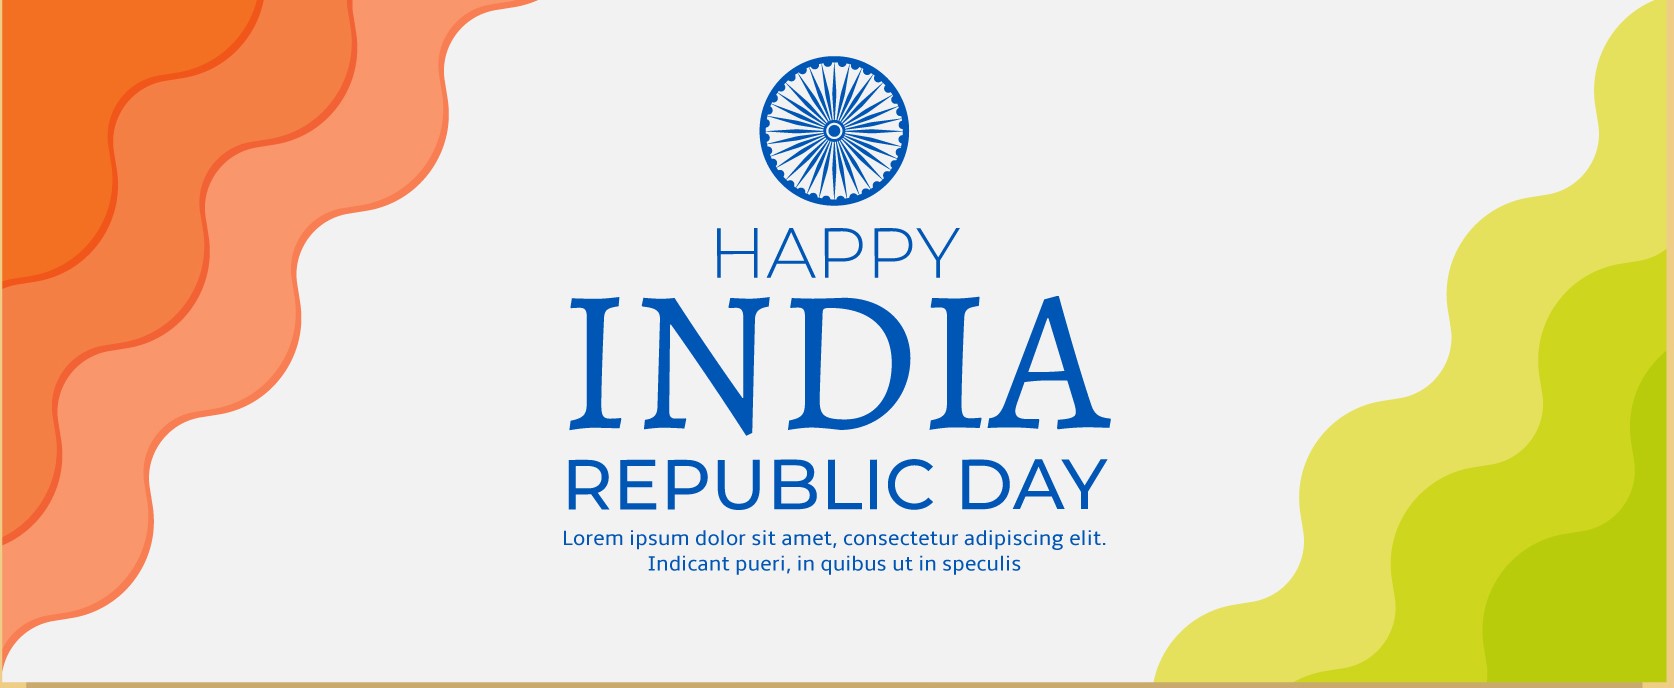 HAPPY
INDIA
REPUBLIC DAY
Lorem ipsum dolor sit amet, consectetur adipiscing elit.
Indicant pueri, in quibus ut in speculis